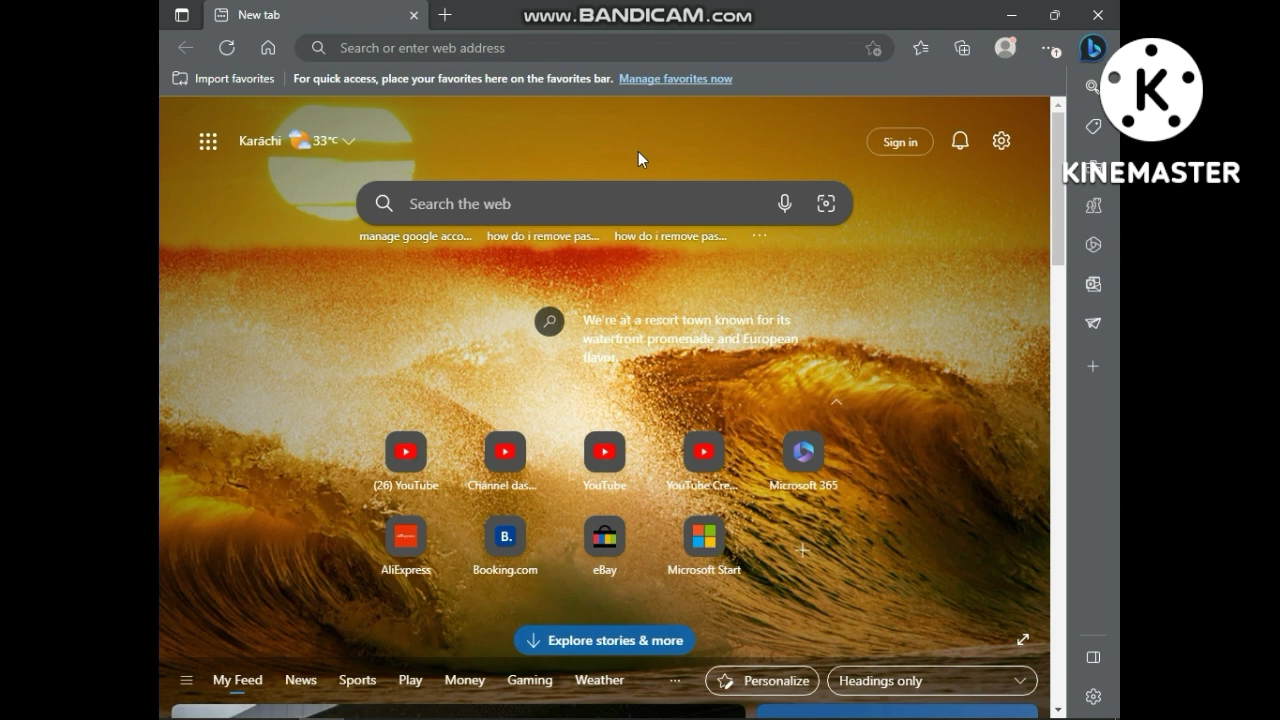 New tab
www.BANDICAM.com
Search or enter web address
Import favorites
For quick access, place your favorites here on the favorites bar. Manage favorites now
K
KINEMASTER
Karāchi 33°C
Sign in
Search the web
manage google acco... how do i remove pas... how do i remove pas... ...
We're at a resort town known for its
waterfront promenade and European
flavor.
(26) YouTube Channel das... YouTube YouTube Cre... Microsoft 365
AliExpress
B.
AliExpress Booking.com eBay Microsoft Start
Explore stories & more
My Feed News Sports Play Money Gaming Weather ... Personalize Headings only